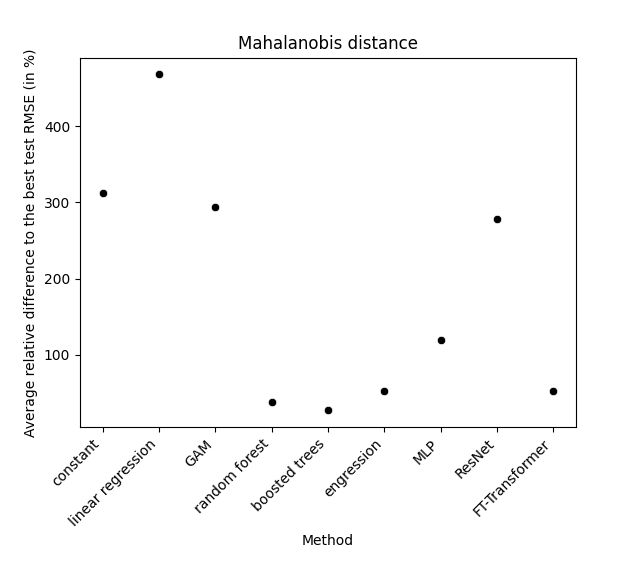 Mahalanobis distance
Average relative difference to the best test RMSE (in %)
400
300
200
100
constant
linear regression
GAM
random forest
boosted trees
engression
MLP
ResNet
FT-Transformer
Method